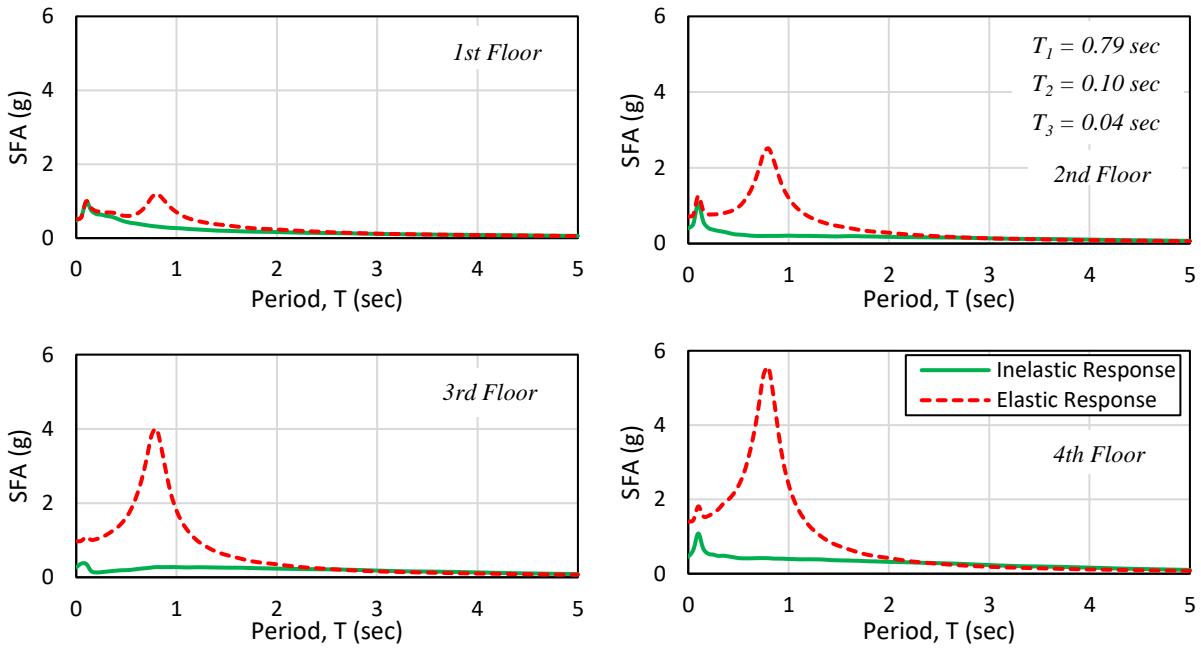 6
4
2
0
SFA (g)
1st Floor
0 1 2 3 4 5
Period, T (sec)
6
4
2
0
SFA (g)
T₁ = 0.79 sec
T₂ = 0.10 sec
T₃ = 0.04 sec
2nd Floor
0 1 2 3 4 5
Period, T (sec)
6
4
2
0
SFA (g)
3rd Floor
0 1 2 3 4 5
Period, T (sec)
6
4
2
0
SFA (g)
Inelastic Response
Elastic Response
4th Floor
0 1 2 3 4 5
Period, T (sec)